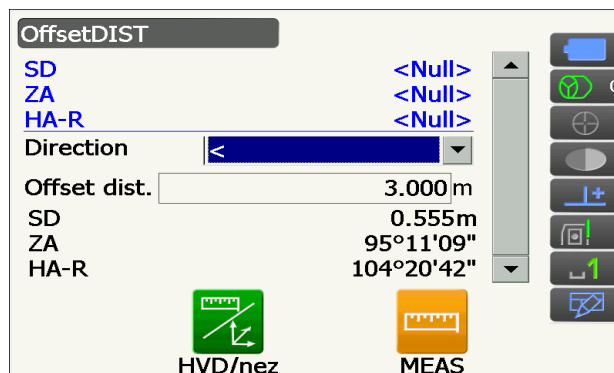 OffsetDIST
SD <Null>
ZA <Null>
HA-R <Null>
Direction <
Offset dist. 3.000 m
SD 0.555m
ZA 95°11'09"
HA-R 104°20'42"
HVD/nez MEAS